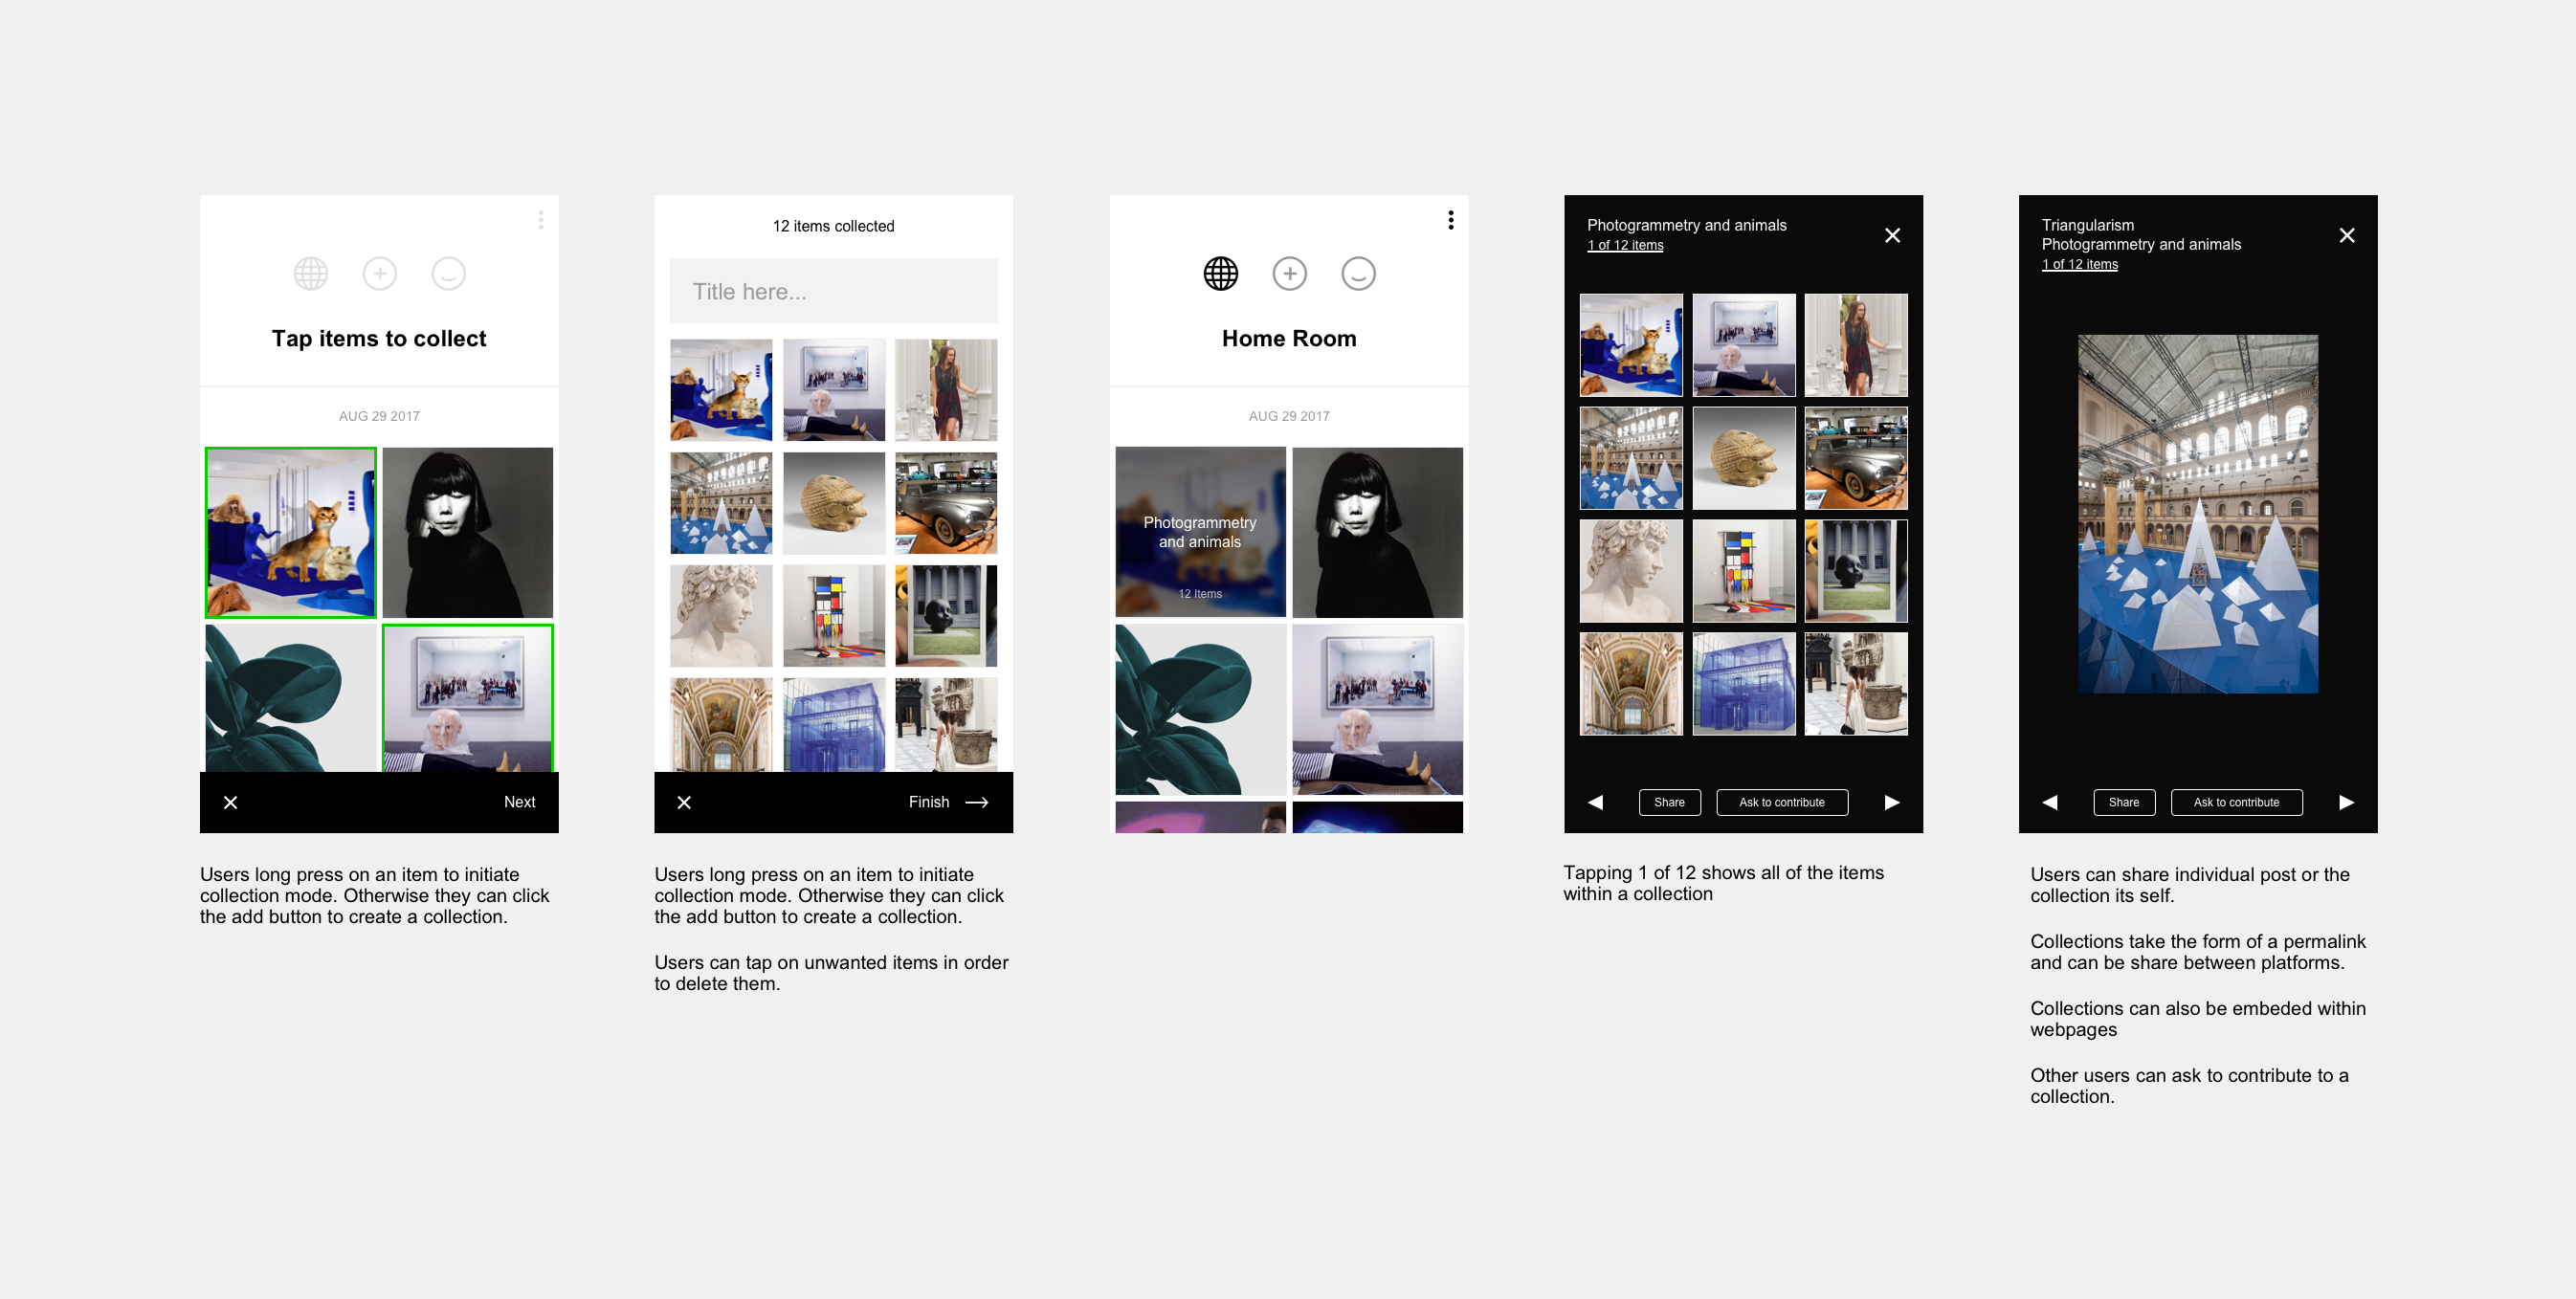 Tap items to collect
AUG 29 2017
Next
Users long press on an item to initiate
collection mode. Otherwise they can click
the add button to create a collection.
12 items collected
Title here...
Finish
Users long press on an item to initiate
collection mode. Otherwise they can click
the add button to create a collection.
Users can tap on unwanted items in order
to delete them.
Home Room
AUG 29 2017
Photogrammetry
and animals
12 Items
Photogrammetry and animals
1 of 12 items
Share
Ask to contribute
Tapping 1 of 12 shows all of the items
within a collection
Triangularism
Photogrammetry and animals
1 of 12 items
Share
Ask to contribute
Users can share individual post or the
collection its self.
Collections take the form of a permalink
and can be share between platforms.
Collections can also be embeded within
webpages
Other users can ask to contribute to a
collection.